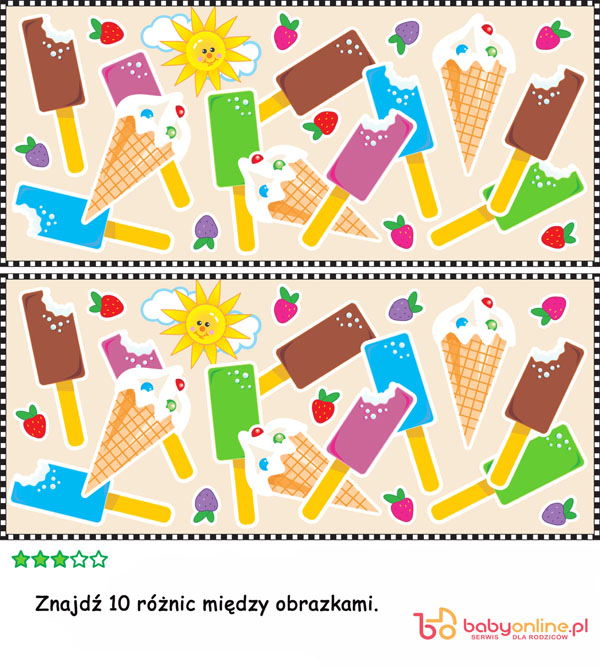 Znajdź 10 różnic między obrazkami.
babyonline.pl
SERWIS DLA RODZICÓW